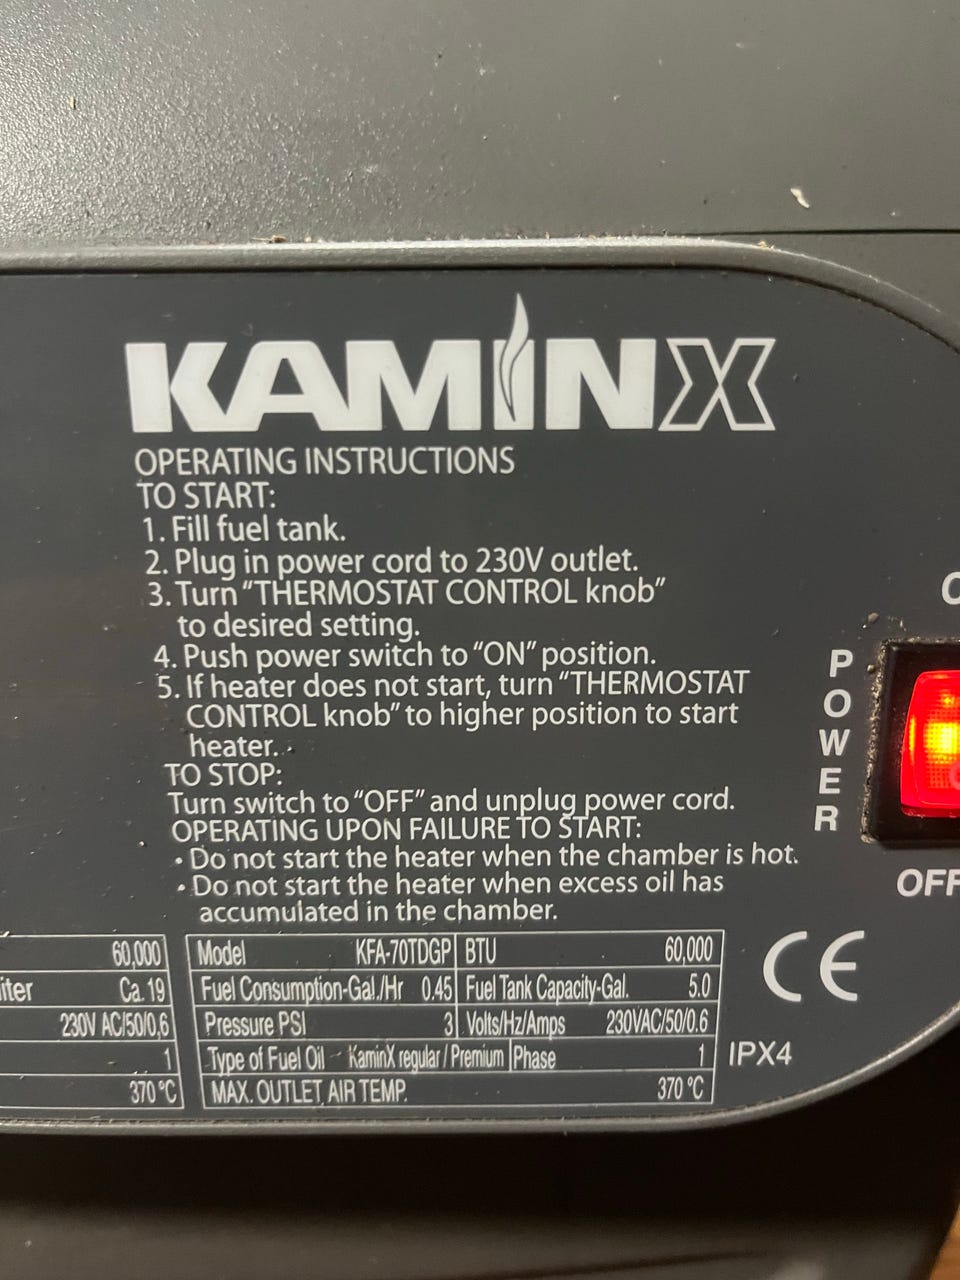 KAMINX
OPERATING INSTRUCTIONS
TO START:
1. Fill fuel tank.
2. Plug in power cord to 230V outlet.
3. Turn “THERMOSTAT CONTROL knob”
to desired setting.
4. Push power switch to “ON” position.
5. If heater does not start, turn “THERMOSTAT
CONTROL knob” to higher position to start
heater.
TO STOP:
Turn switch to “OFF” and unplug power cord.
OPERATING UPON FAILURE TO START:
• Do not start the heater when the chamber is hot.
• Do not start the heater when excess oil has
accumulated in the chamber.
POWER
OFF
60,000
Ca. 19
230V AC/50/0,6
1
370 °C
Model KFA-70TDGP BTU 60,000
Fuel Consumption-Gal./Hr 0.45 Fuel Tank Capacity-Gal. 5.0
Pressure PSI 3 Volts/Hz/Amps 230VAC/50/0.6
Type of Fuel Oil KaminX regular / Premium Phase 1
MAX. OUTLET AIR TEMP. 370 °C
CE
IPX4